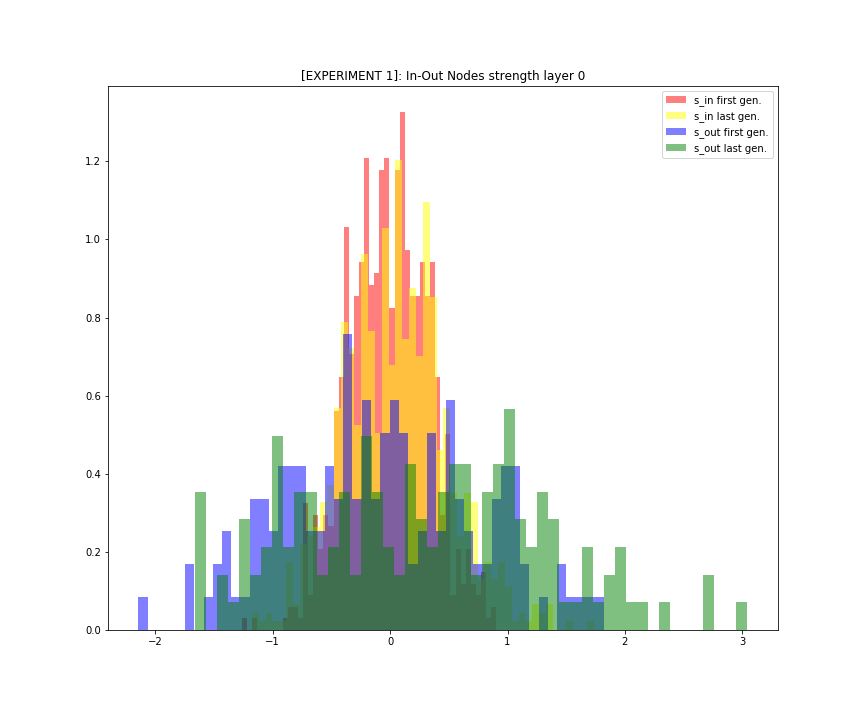 [EXPERIMENT 1]: In-Out Nodes strength layer 0
s_in first gen.
s_in last gen.
s_out first gen.
s_out last gen.
1.2
1.0
0.8
0.6
0.4
0.2
0.0
−2 −1 0 1 2 3